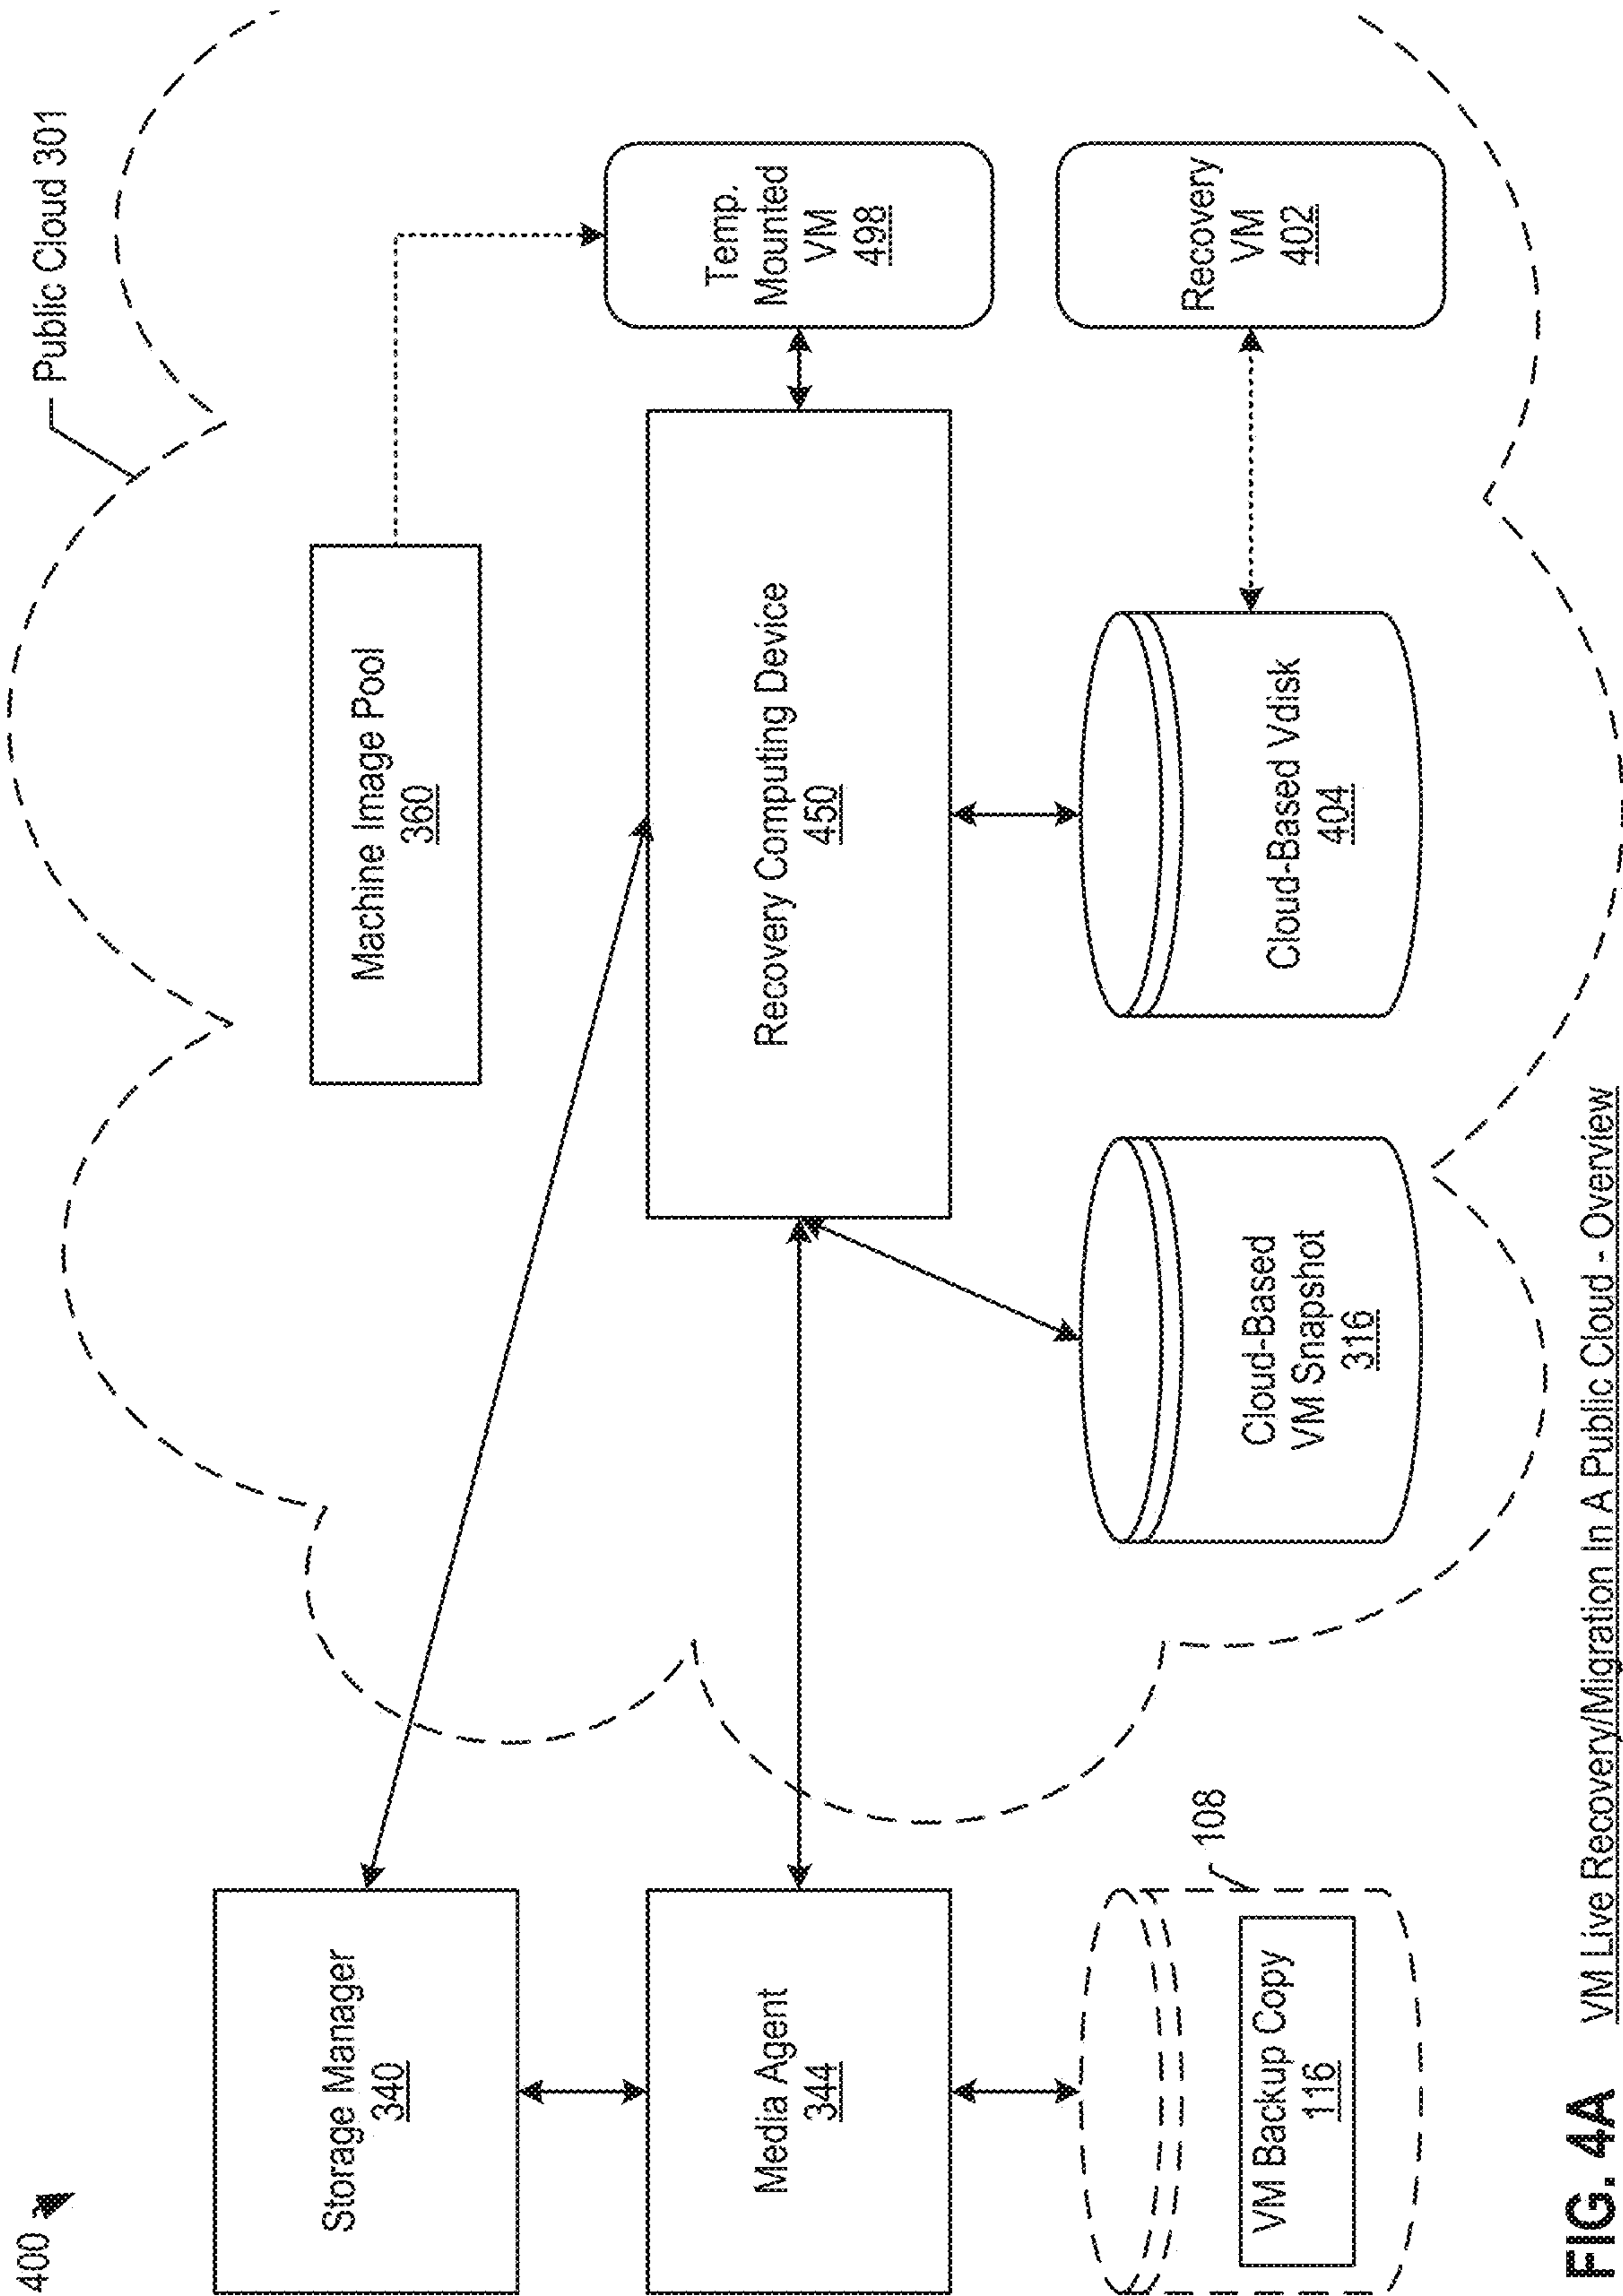 400
Public Cloud 301
Storage Manager
340
Machine Image Pool
360
Media Agent
344
Recovery Computing Device
450
Temp.
Mounted
VM
498
108
VM Backup Copy
116
Cloud-Based
VM Snapshot
316
Cloud-Based Vdisk
404
Recovery
VM
402
FIG. 4A VM Live Recovery/Migration In A Public Cloud - Overview